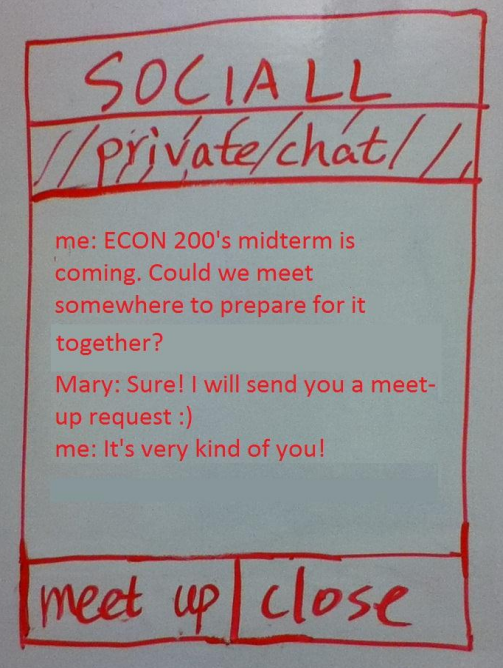 SOCIALL
//private/chat//
me: ECON 200's midterm is
coming. Could we meet
somewhere to prepare for it
together?
Mary: Sure! I will send you a meet-
up request :)
me: It's very kind of you!
meet up
close